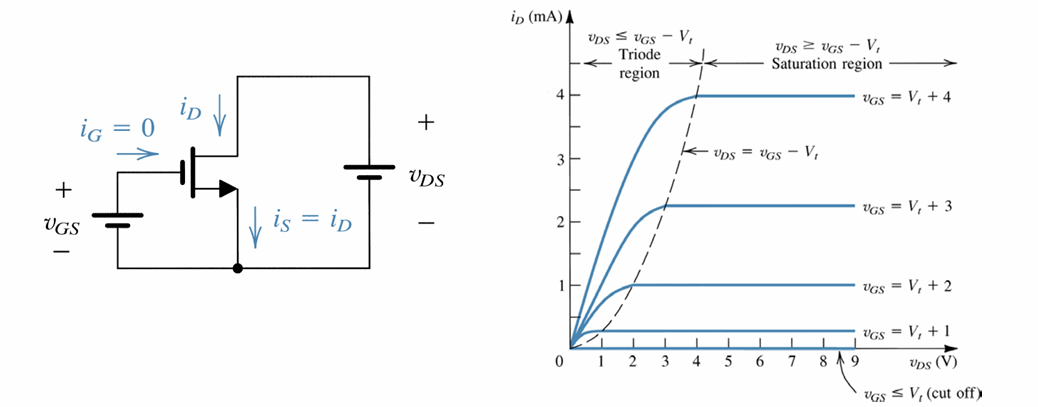 i_G = 0
i_D
+
v_GS
−
i_S = i_D
+
v_DS
−
i_D (mA)
v_DS ≤ v_GS − V_t
Triode
region
v_DS ≥ v_GS − V_t
Saturation region
4
3
2
1
0
v_GS = V_t + 4
v_DS = v_GS − V_t
v_GS = V_t + 3
v_GS = V_t + 2
v_GS = V_t + 1
1 2 3 4 5 6 7 8 9
v_DS (V)
v_GS ≤ V_t (cut off)